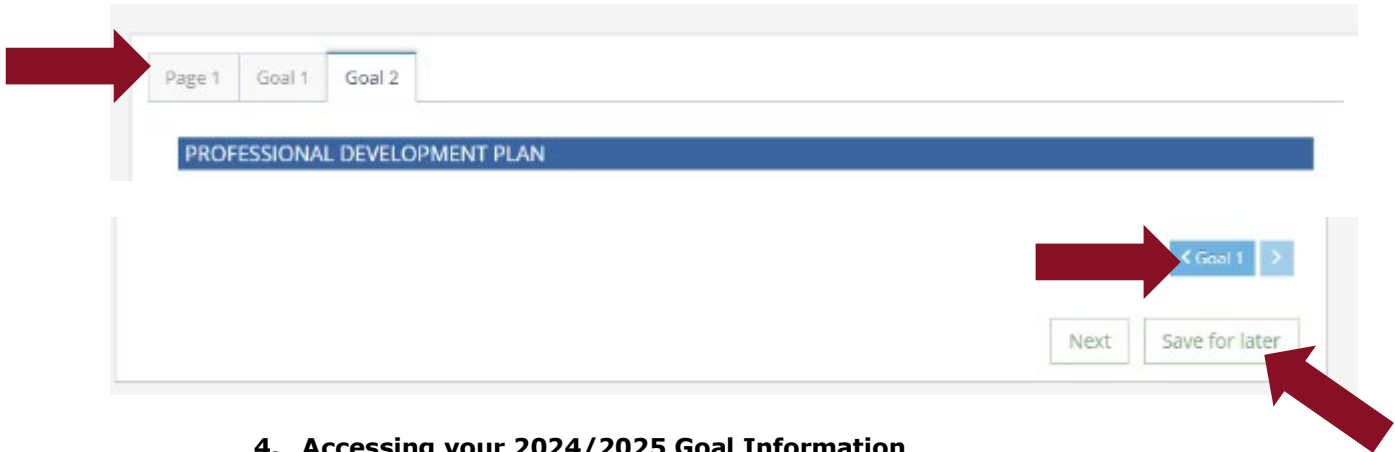 Page 1 Goal 1 Goal 2
PROFESSIONAL DEVELOPMENT PLAN
< Goal 1 >
Next Save for later
4. Accessing your 2024/2025 Goal Information